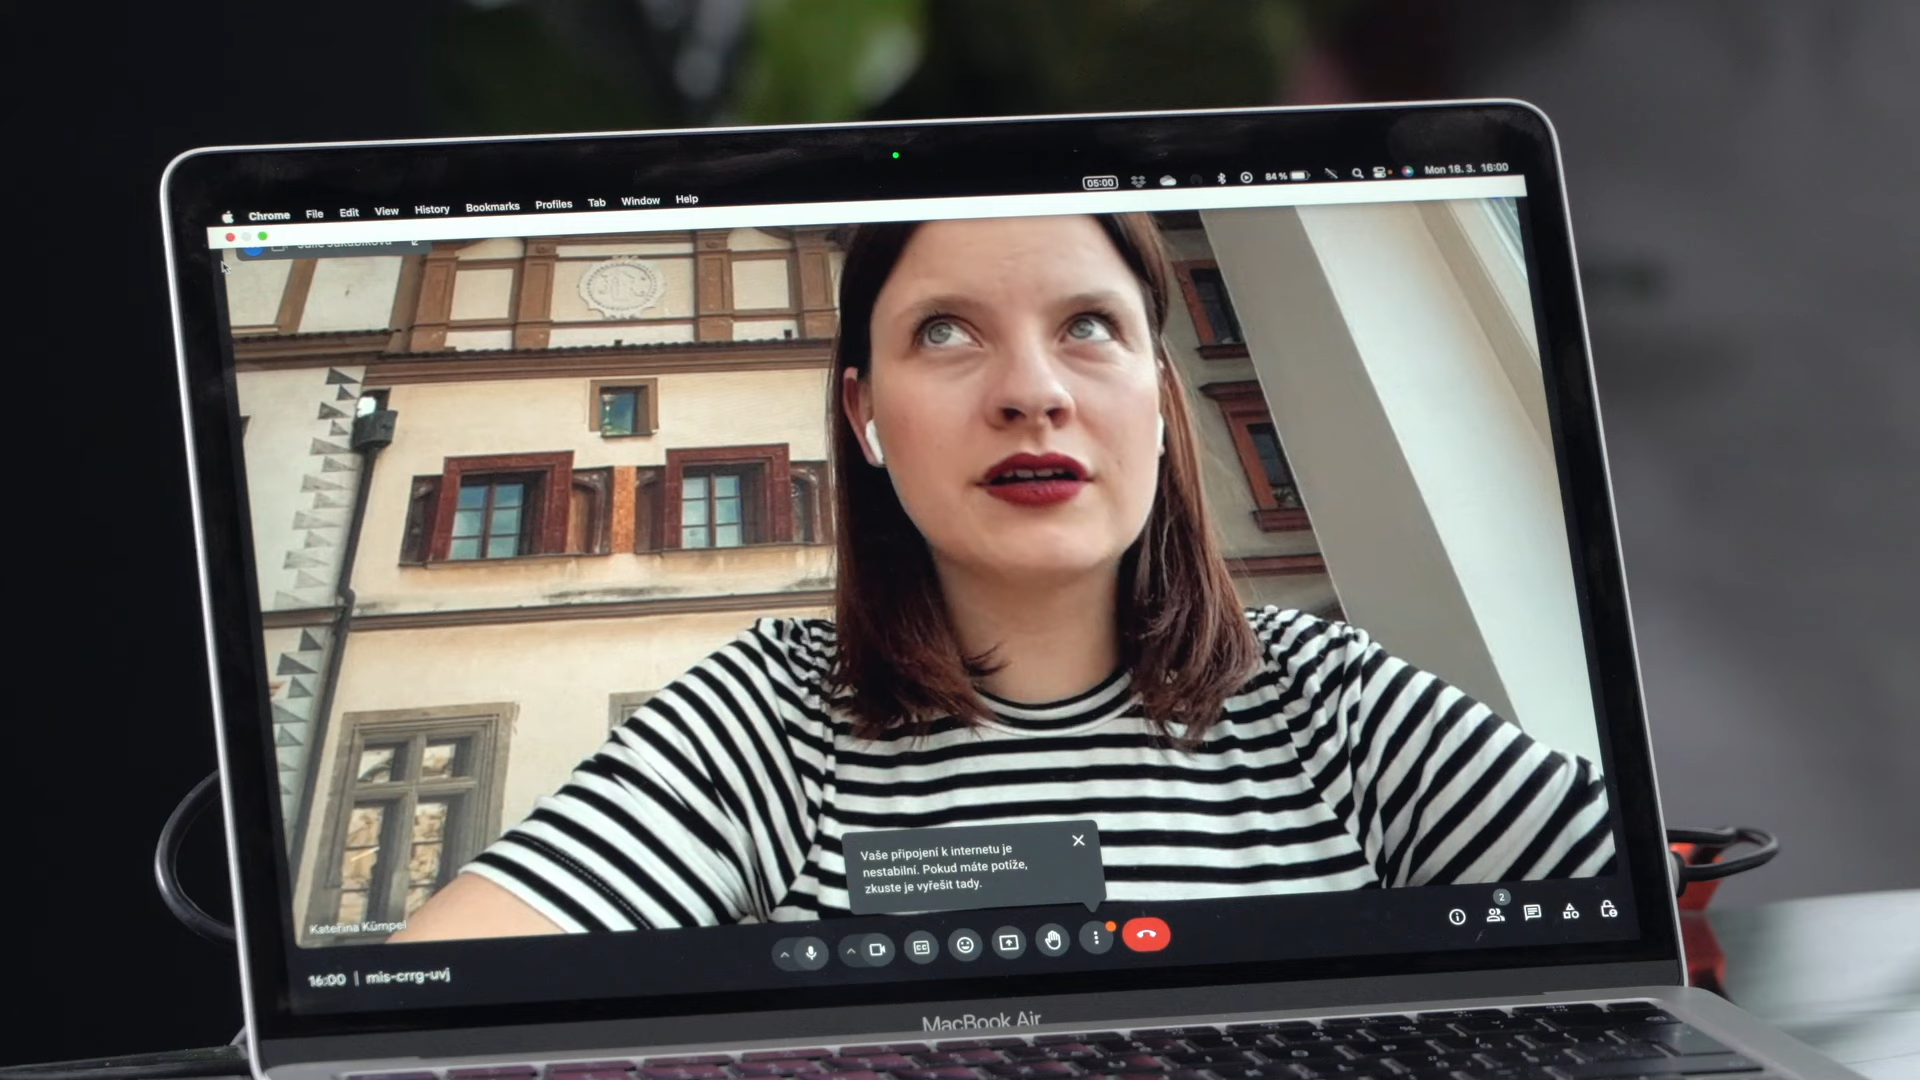 05:00
84 %
Mon 18. 3. 16:00
Chrome File Edit View History Bookmarks Profiles Tab Window Help
Vaše připojení k internetu je
nestabilní. Pokud máte potíže,
zkuste je vyřešit tady.
Kateřina Kümpel
CC
2
16:00 | mis-crrg-uvj
MacBook Air